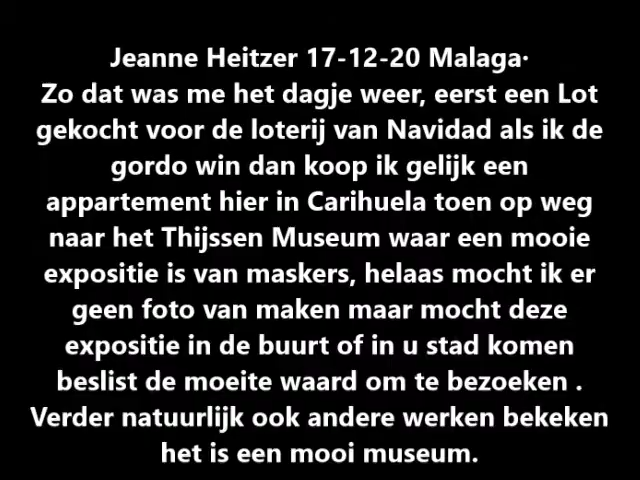 Jeanne Heitzer 17-12-20 Malaga·
Zo dat was me het dagje weer, eerst een Lot
gekocht voor de loterij van Navidad als ik de
gordo win dan koop ik gelijk een
appartement hier in Carihuela toen op weg
naar het Thijssen Museum waar een mooie
expositie is van maskers, helaas mocht ik er
geen foto van maken maar mocht deze
expositie in de buurt of in u stad komen
beslist de moeite waard om te bezoeken .
Verder natuurlijk ook andere werken bekeken
het is een mooi museum.